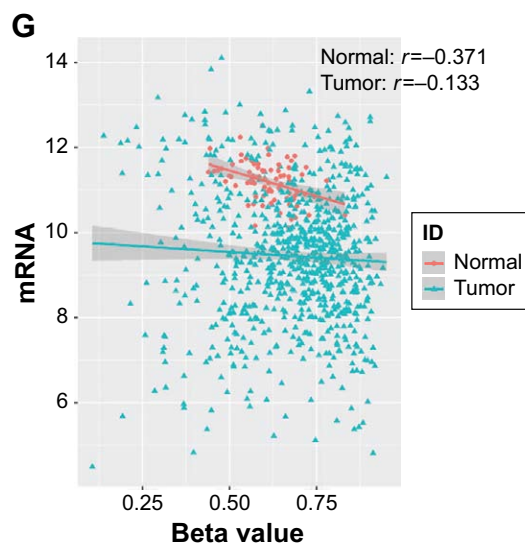 G
Normal: r=–0.371
Tumor: r=–0.133
14
12
10
8
6
mRNA
0.25 0.50 0.75
Beta value
ID
Normal
Tumor